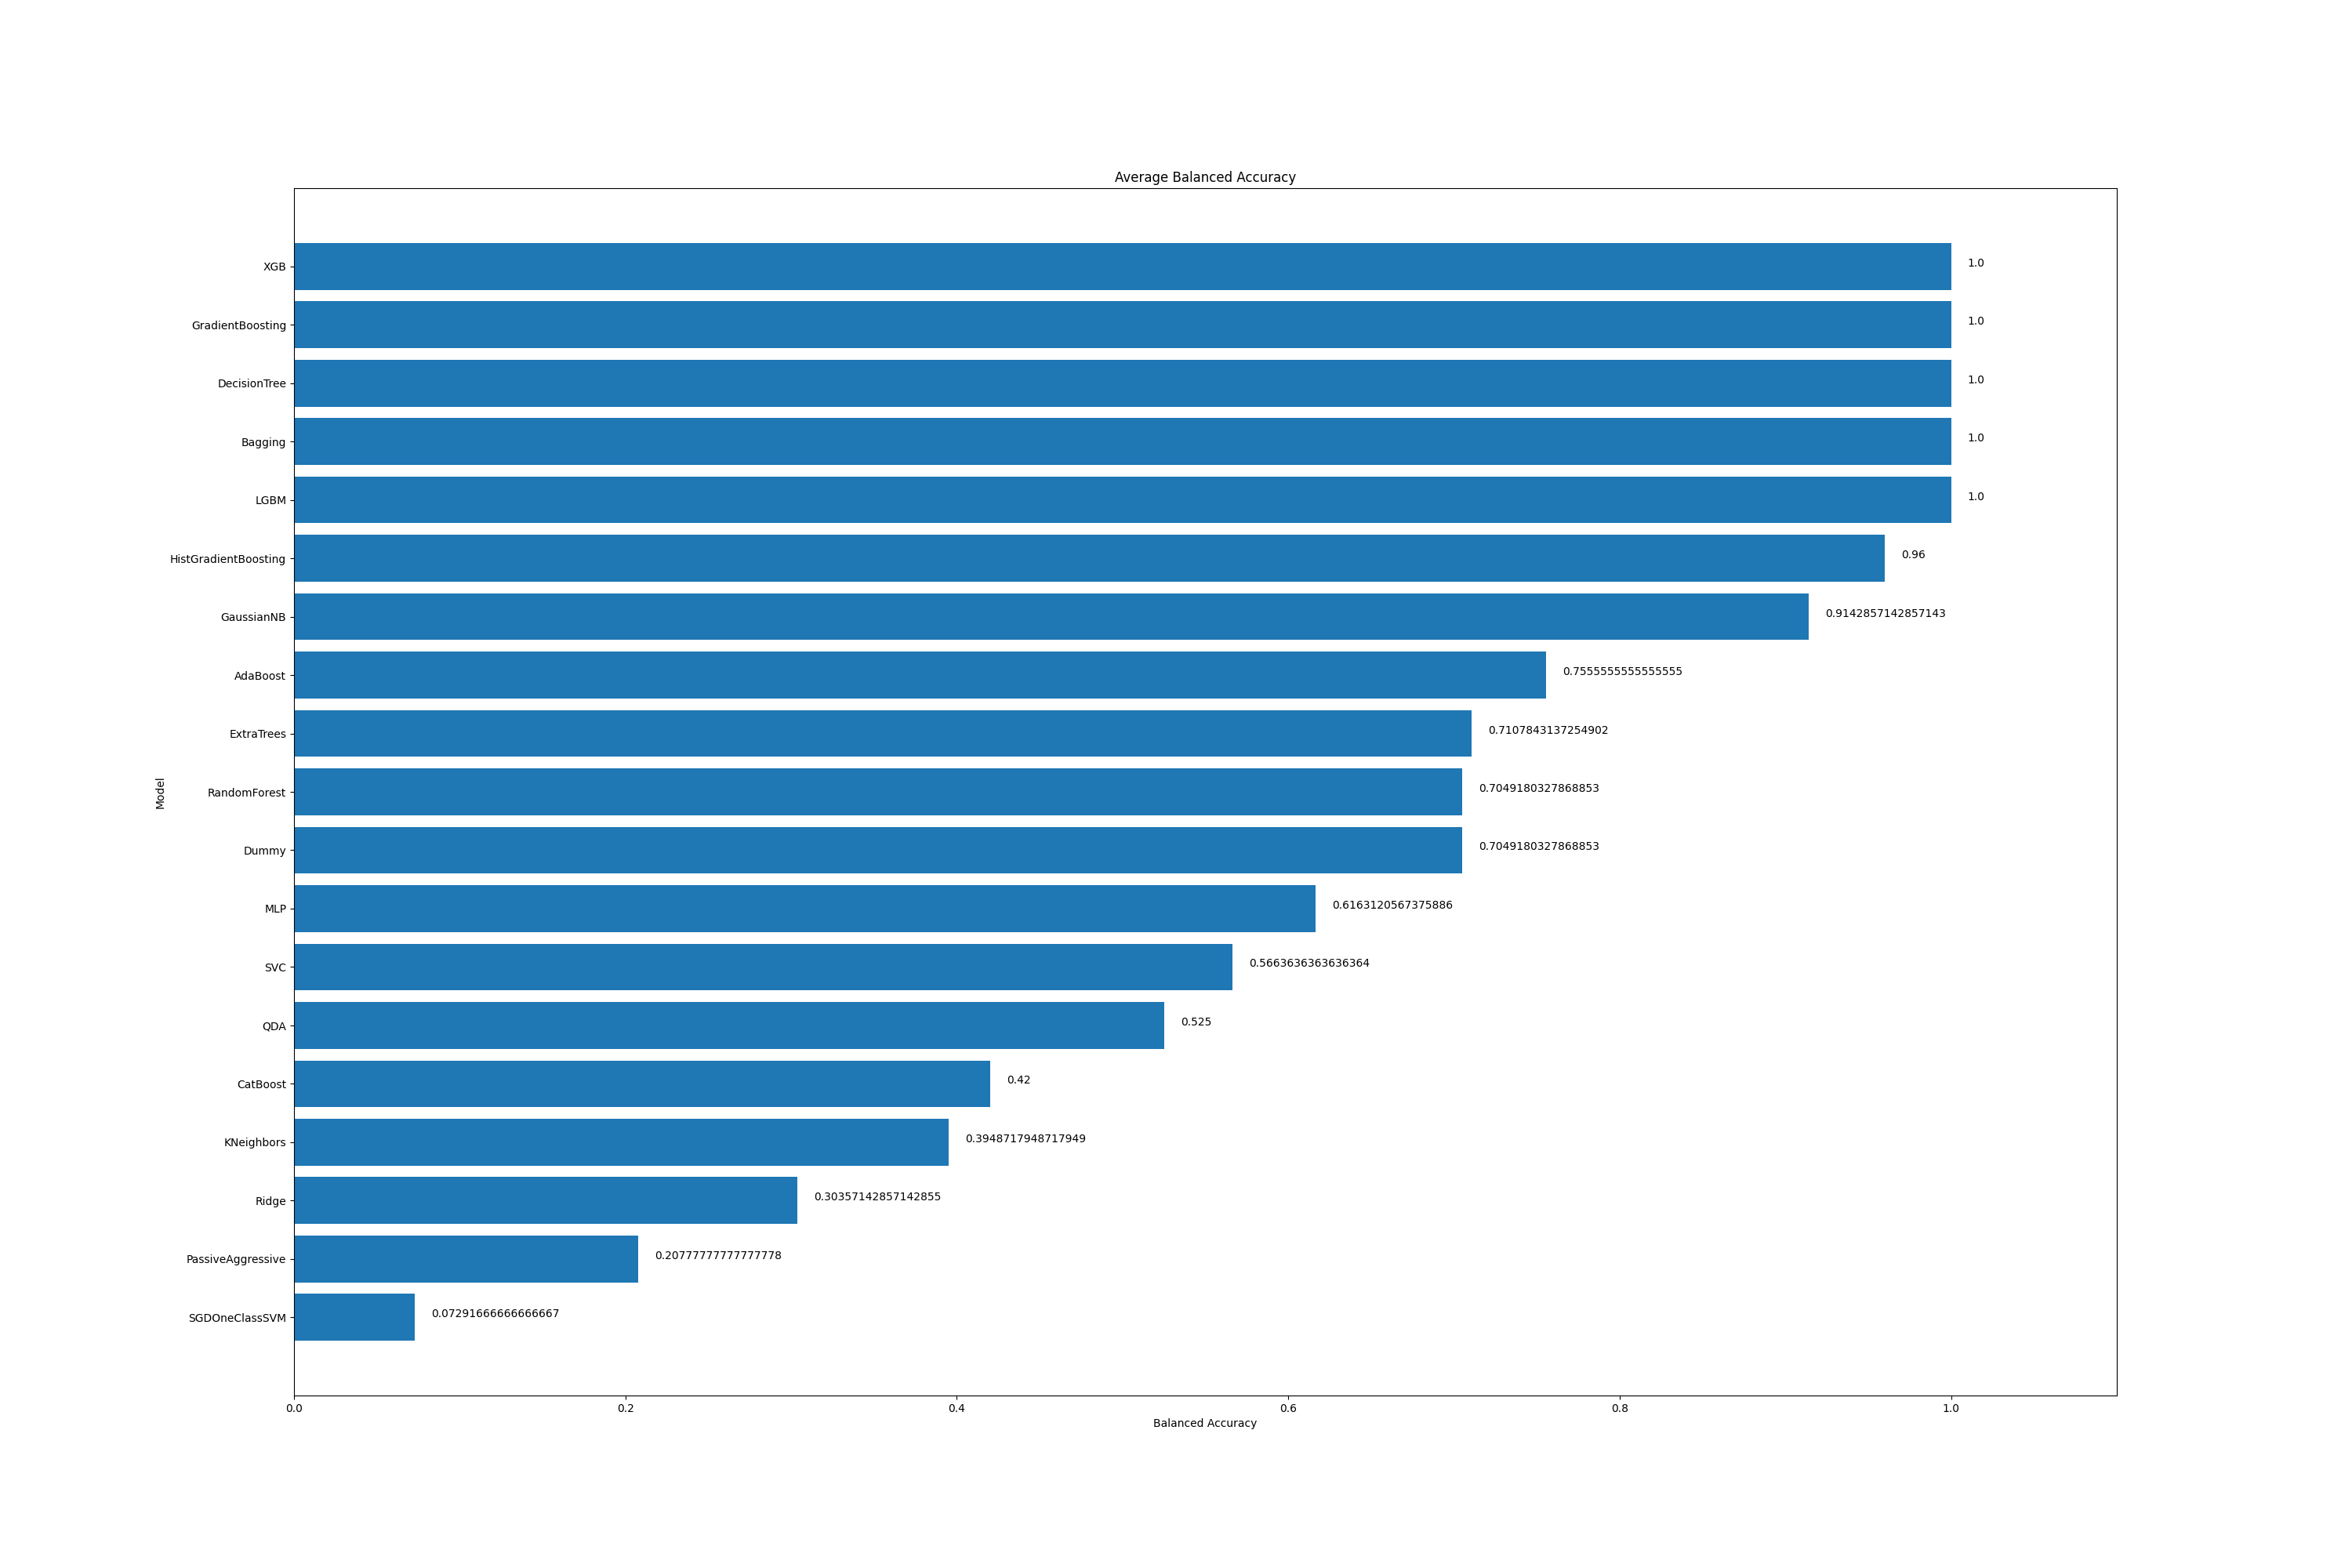 Average Balanced Accuracy
XGB 1.0
GradientBoosting 1.0
DecisionTree 1.0
Bagging 1.0
LGBM 1.0
HistGradientBoosting 0.96
GaussianNB 0.9142857142857143
AdaBoost 0.7555555555555555
ExtraTrees 0.7107843137254902
RandomForest 0.7049180327868853
Model
Dummy 0.7049180327868853
MLP 0.6163120567375886
SVC 0.5663636363636364
QDA 0.525
CatBoost 0.42
KNeighbors 0.3948717948717949
Ridge 0.30357142857142855
PassiveAggressive 0.20777777777777778
SGDOneClassSVM 0.07291666666666667
0.0 0.2 0.4 0.6 0.8 1.0
Balanced Accuracy